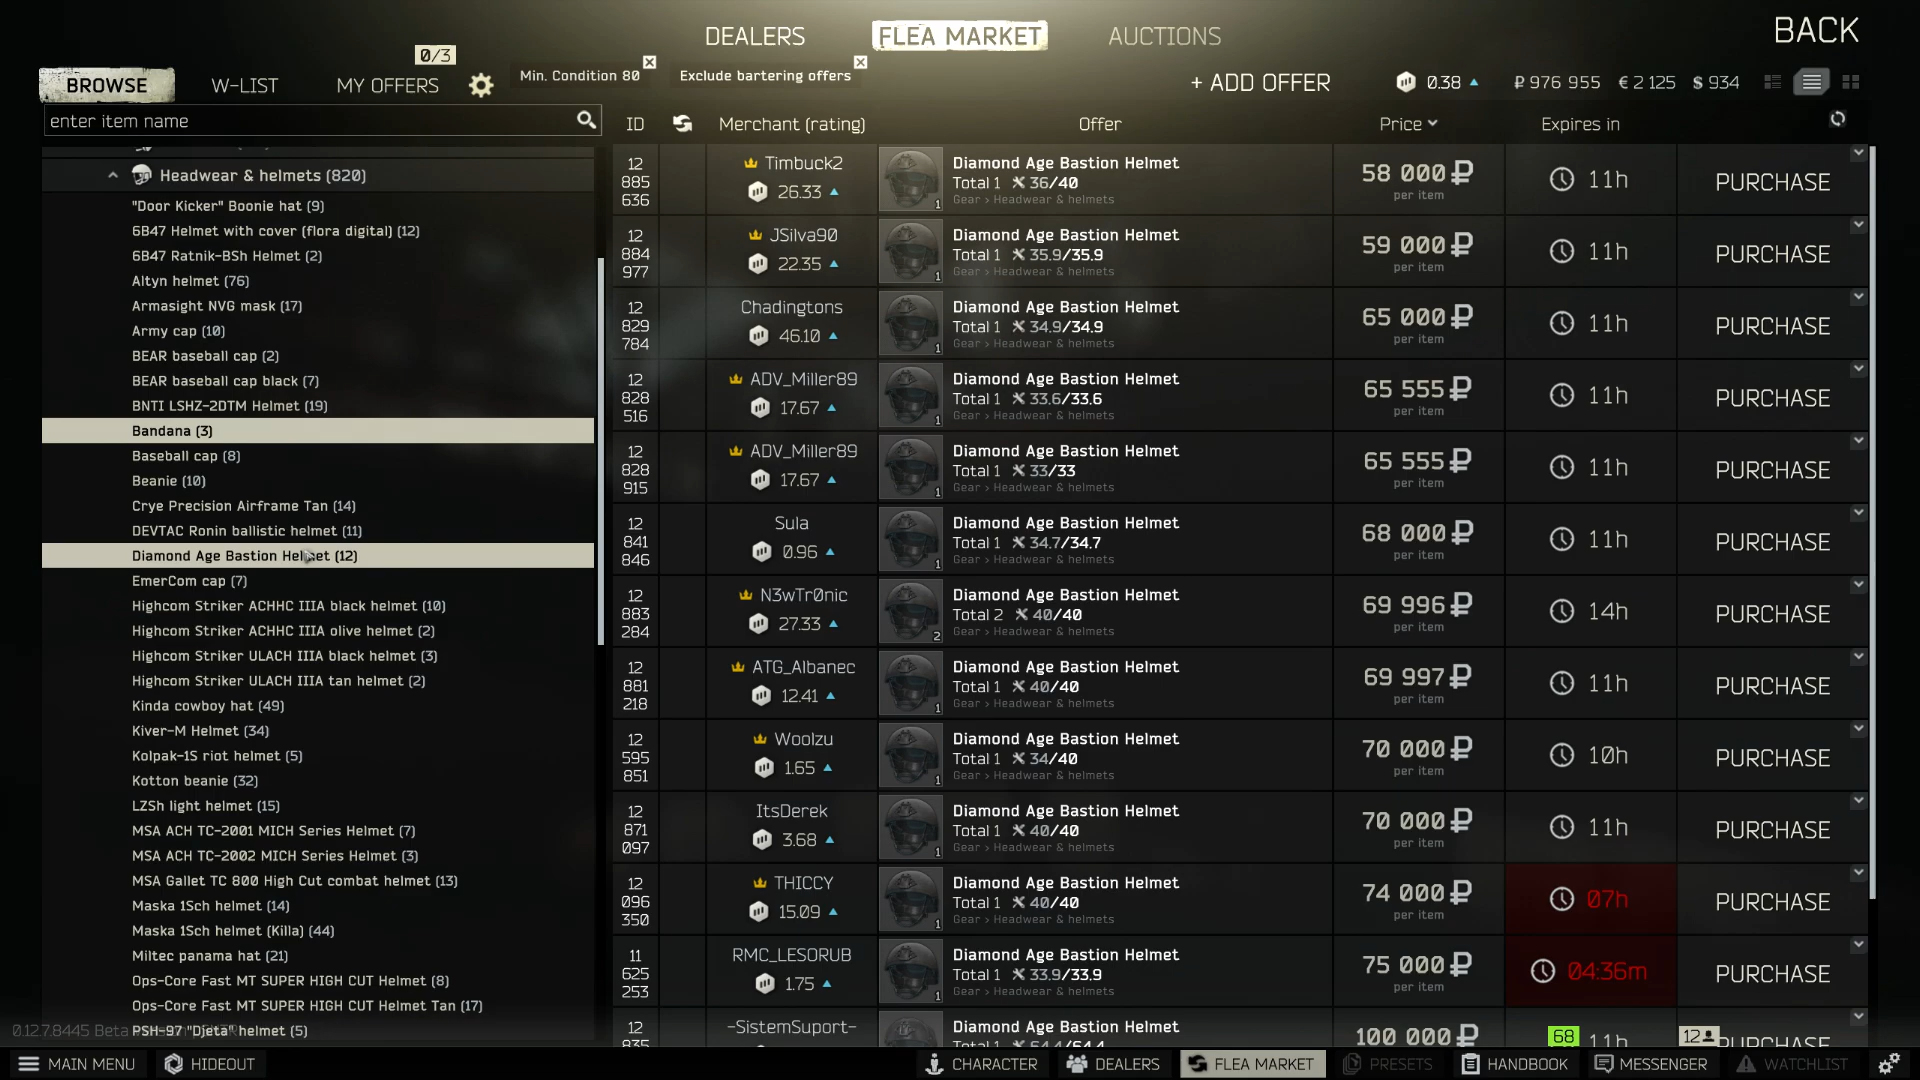 DEALERS FLEA MARKET AUCTIONS BACK
0/3
BROWSE W-LIST MY OFFERS Min. Condition 80 Exclude bartering offers + ADD OFFER 0.38 ₽ 976 955 € 2 125 $ 934
enter item name
ID Merchant (rating) Offer Price Expires in
Headwear & helmets (820)
"Door Kicker" Boonie hat (9)
6B47 Helmet with cover (flora digital) (12)
6B47 Ratnik-BSh Helmet (2)
Altyn helmet (76)
Armasight NVG mask (17)
Army cap (10)
BEAR baseball cap (2)
BEAR baseball cap black (7)
BNTI LSHZ-2DTM Helmet (19)
Bandana (3)
Baseball cap (8)
Beanie (10)
Crye Precision Airframe Tan (14)
DEVTAC Ronin ballistic helmet (11)
Diamond Age Bastion Helmet (12)
EmerCom cap (7)
Highcom Striker ACHHC IIIA black helmet (10)
Highcom Striker ACHHC IIIA olive helmet (2)
Highcom Striker ULACH IIIA black helmet (3)
Highcom Striker ULACH IIIA tan helmet (2)
Kinda cowboy hat (49)
Kiver-M Helmet (34)
Kolpak-1S riot helmet (5)
Kotton beanie (32)
LZSh light helmet (15)
MSA ACH TC-2001 MICH Series Helmet (7)
MSA ACH TC-2002 MICH Series Helmet (3)
MSA Gallet TC 800 High Cut combat helmet (13)
Maska 1Sch helmet (14)
Maska 1Sch helmet (Killa) (44)
Miltec panama hat (21)
Ops-Core Fast MT SUPER HIGH CUT Helmet (8)
Ops-Core Fast MT SUPER HIGH CUT Helmet Tan (17)
PSH-97 "Djeta" helmet (5)
0.12.7.8445 Beta
12 885 636 Timbuck2 26.33 1 Diamond Age Bastion Helmet
Total 1 36/40
Gear > Headwear & helmets
58 000 ₽ per item 11h PURCHASE
12 884 977 JSilva90 22.35 1 Diamond Age Bastion Helmet
Total 1 35.9/35.9
Gear > Headwear & helmets
59 000 ₽ per item 11h PURCHASE
12 829 784 Chadingtons 46.10 1 Diamond Age Bastion Helmet
Total 1 34.9/34.9
Gear > Headwear & helmets
65 000 ₽ per item 11h PURCHASE
12 828 516 ADV_Miller89 17.67 1 Diamond Age Bastion Helmet
Total 1 33.6/33.6
Gear > Headwear & helmets
65 555 ₽ per item 11h PURCHASE
12 828 915 ADV_Miller89 17.67 1 Diamond Age Bastion Helmet
Total 1 33/33
Gear > Headwear & helmets
65 555 ₽ per item 11h PURCHASE
12 841 846 Sula 0.96 1 Diamond Age Bastion Helmet
Total 1 34.7/34.7
Gear > Headwear & helmets
68 000 ₽ per item 11h PURCHASE
12 883 284 N3wTr0nic 27.33 2 Diamond Age Bastion Helmet
Total 2 40/40
Gear > Headwear & helmets
69 996 ₽ per item 14h PURCHASE
12 881 218 ATG_Albanec 12.41 1 Diamond Age Bastion Helmet
Total 1 40/40
Gear > Headwear & helmets
69 997 ₽ per item 11h PURCHASE
12 595 851 Woolzu 1.65 1 Diamond Age Bastion Helmet
Total 1 34/40
Gear > Headwear & helmets
70 000 ₽ per item 10h PURCHASE
12 871 097 ItsDerek 3.68 1 Diamond Age Bastion Helmet
Total 1 40/40
Gear > Headwear & helmets
70 000 ₽ per item 11h PURCHASE
12 096 350 THICCY 15.09 1 Diamond Age Bastion Helmet
Total 1 40/40
Gear > Headwear & helmets
74 000 ₽ per item 07h PURCHASE
11 625 253 RMC_LESORUB 1.75 1 Diamond Age Bastion Helmet
Total 1 33.9/33.9
Gear > Headwear & helmets
75 000 ₽ per item 04:36m PURCHASE
12 835 -SistemSuport- Diamond Age Bastion Helmet
Total 1 64.4/64.4
100 000 ₽ 68 11h 12 PURCHASE
MAIN MENU HIDEOUT CHARACTER DEALERS FLEA MARKET PRESETS HANDBOOK MESSENGER WATCHLIST